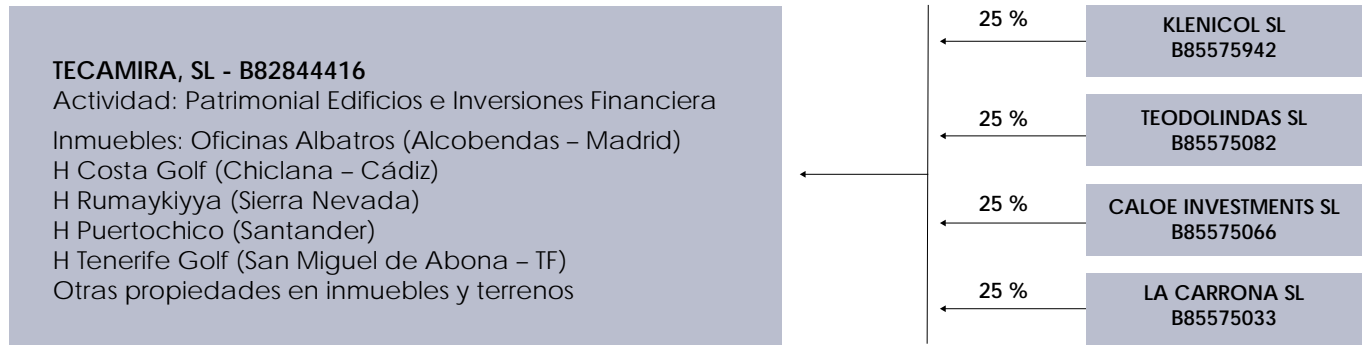 TECAMIRA, SL - B82844416
Actividad: Patrimonial Edificios e Inversiones Financiera
Inmuebles: Oficinas Albatros (Alcobendas – Madrid)
H Costa Golf (Chiclana – Cádiz)
H Rumaykiyya (Sierra Nevada)
H Puertochico (Santander)
H Tenerife Golf (San Miguel de Abona – TF)
Otras propiedades en inmuebles y terrenos
25 %
KLENICOL SL
B85575942
25 %
TEODOLINDAS SL
B85575082
25 %
CALOE INVESTMENTS SL
B85575066
25 %
LA CARRONA SL
B85575033